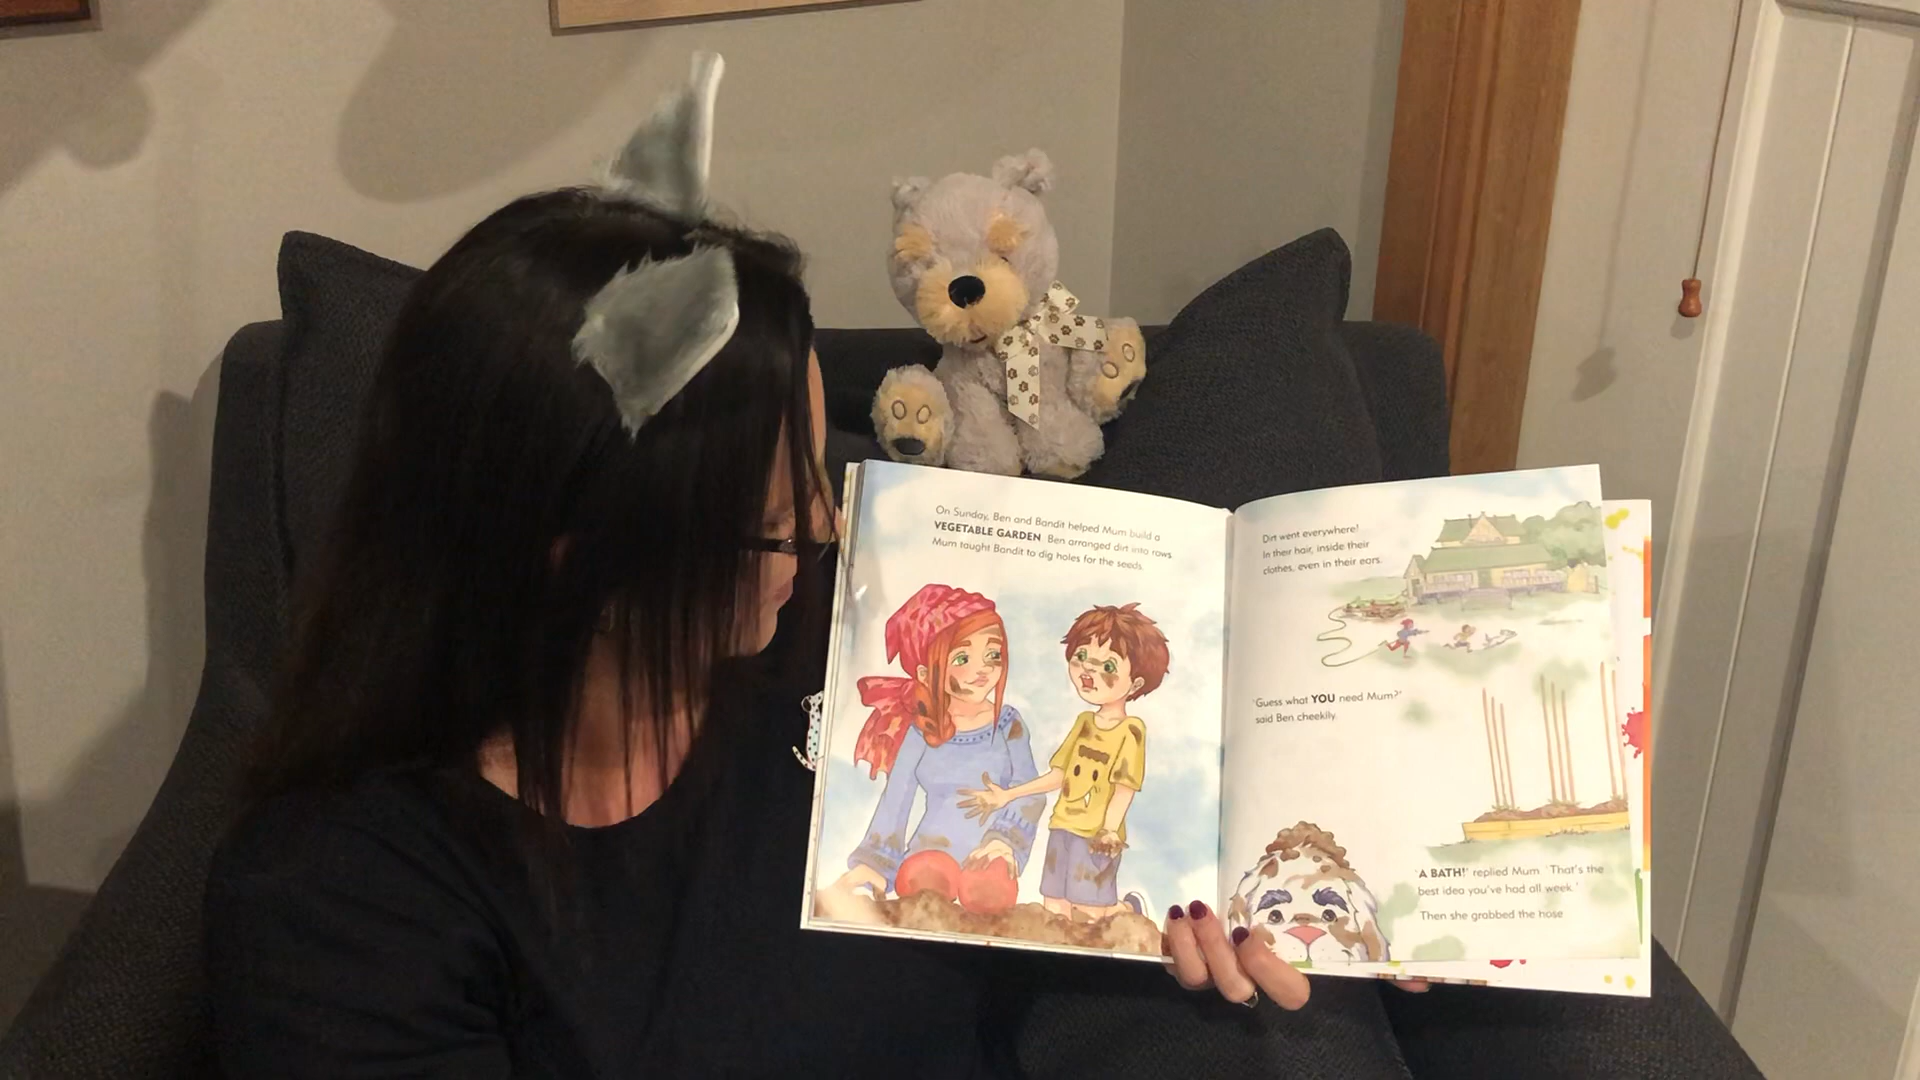 On Sunday, Ben and Bandit helped Mum build a
VEGETABLE GARDEN. Ben arranged dirt into rows.
Mum taught Bandit to dig holes for the seeds.
Dirt went everywhere!
In their hair, inside their
clothes, even in their ears.
'Guess what YOU need Mum?'
said Ben cheekily.
'A BATH!' replied Mum 'That's the
best idea you've had all week.'
Then she grabbed the hose